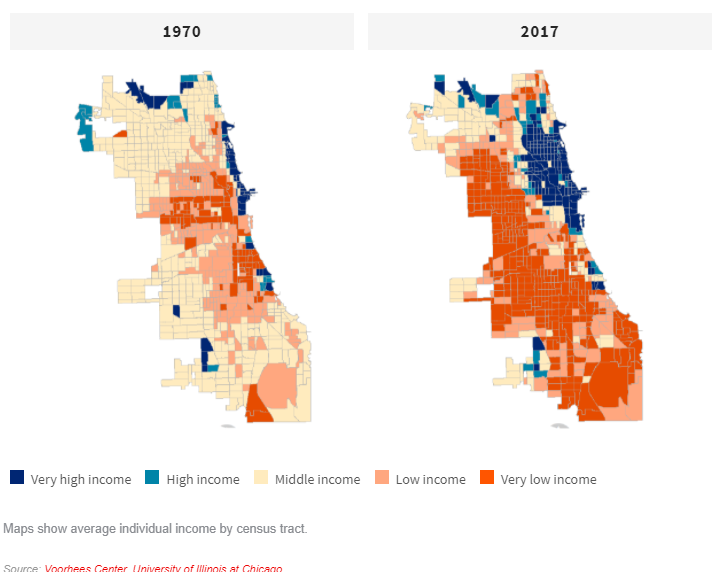 1970
2017
Very high income
High income
Middle income
Low income
Very low income
Maps show average individual income by census tract.
Source: Voorhees Center, University of Illinois at Chicago